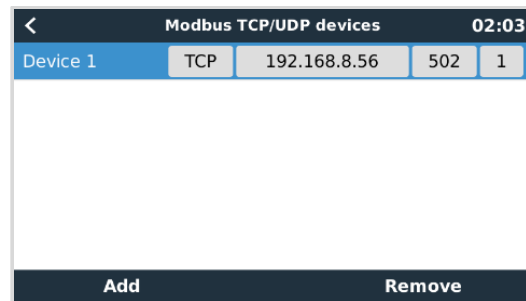 Modbus TCP/UDP devices 02:03
Device 1 TCP 192.168.8.56 502 1
Add Remove